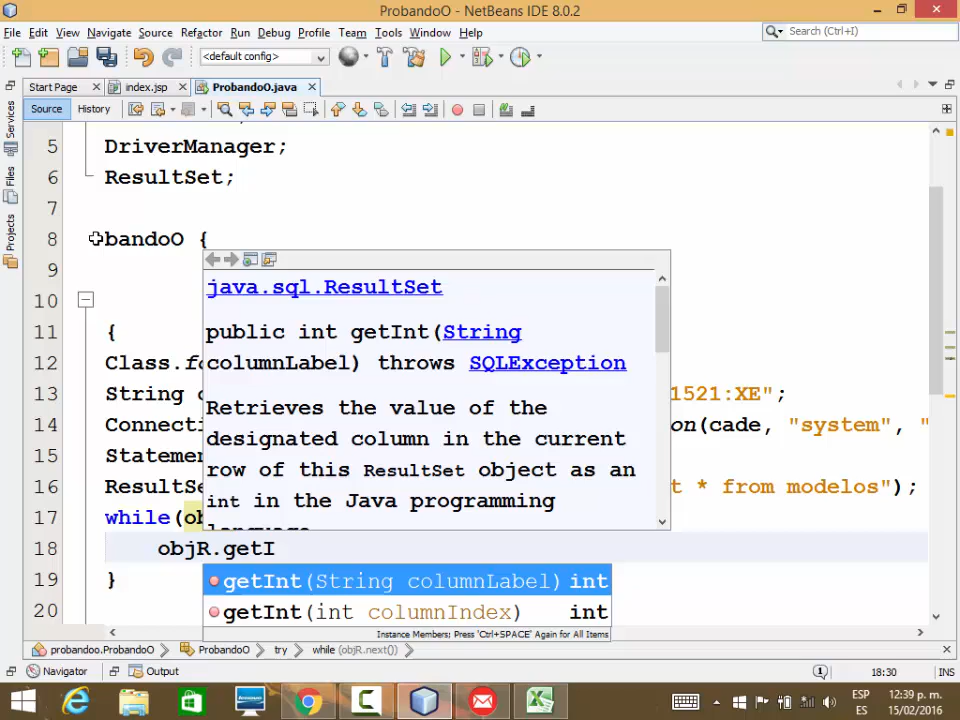 ProbandoO - NetBeans IDE 8.0.2
File Edit View Navigate Source Refactor Run Debug Profile Team Tools Window Help
Search (Ctrl+I)
<default config>
Start Page
index.jsp
ProbandoO.java
Source History
Services
Files
Projects
5 DriverManager;
6 ResultSet;
7
8 bandoO {
9
10
11 {
12 Class.fo
13 String c 1521:XE";
14 Connecti on(cade, "system", "
15 Statemen
16 ResultSe t * from modelos");
17 while(ob
18 objR.getI
19 }
20
java.sql.ResultSet
public int getInt(String
columnLabel) throws SQLException
Retrieves the value of the
designated column in the current
row of this ResultSet object as an
int in the Java programming
language.
getInt(String columnLabel) int
getInt(int columnIndex) int
Instance Members; Press 'Ctrl+SPACE' Again for All Items
probandoo.ProbandoO ProbandoO try while (objR.next())
Navigator Output
18:30 INS
ESP
ES
12:39 p. m.
15/02/2016